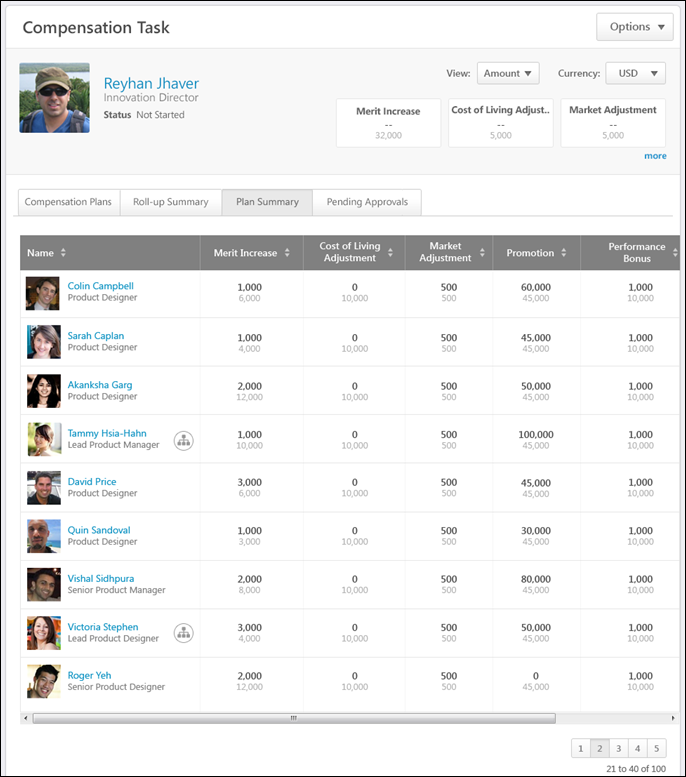 Compensation Task
Options
Reyhan Jhaver
Innovation Director
Status Not Started
View: Amount Currency: USD
Merit Increase
--
32,000
Cost of Living Adjust..
--
5,000
Market Adjustment
--
5,000
more
Compensation Plans Roll-up Summary Plan Summary Pending Approvals
Name Merit Increase Cost of Living Adjustment Market Adjustment Promotion Performance Bonus
Colin Campbell 1,000 0 500 60,000 1,000
Product Designer 6,000 10,000 500 45,000 10,000
Sarah Caplan 1,000 0 500 45,000 1,000
Product Designer 4,000 10,000 500 45,000 10,000
Akanksha Garg 2,000 0 500 50,000 1,000
Product Designer 12,000 10,000 500 45,000 10,000
Tammy Hsia-Hahn 1,000 0 500 100,000 1,000
Lead Product Manager 10,000 10,000 500 45,000 10,000
David Price 3,000 0 500 45,000 1,000
Product Designer 6,000 10,000 500 45,000 10,000
Quin Sandoval 1,000 0 500 30,000 1,000
Product Designer 3,000 10,000 500 45,000 10,000
Vishal Sidhpura 2,000 0 500 80,000 1,000
Senior Product Manager 8,000 10,000 500 45,000 10,000
Victoria Stephen 3,000 0 500 50,000 1,000
Lead Product Designer 4,000 10,000 500 45,000 10,000
Roger Yeh 2,000 0 500 0 1,000
Senior Product Designer 12,000 10,000 500 45,000 10,000
1 2 3 4 5
21 to 40 of 100